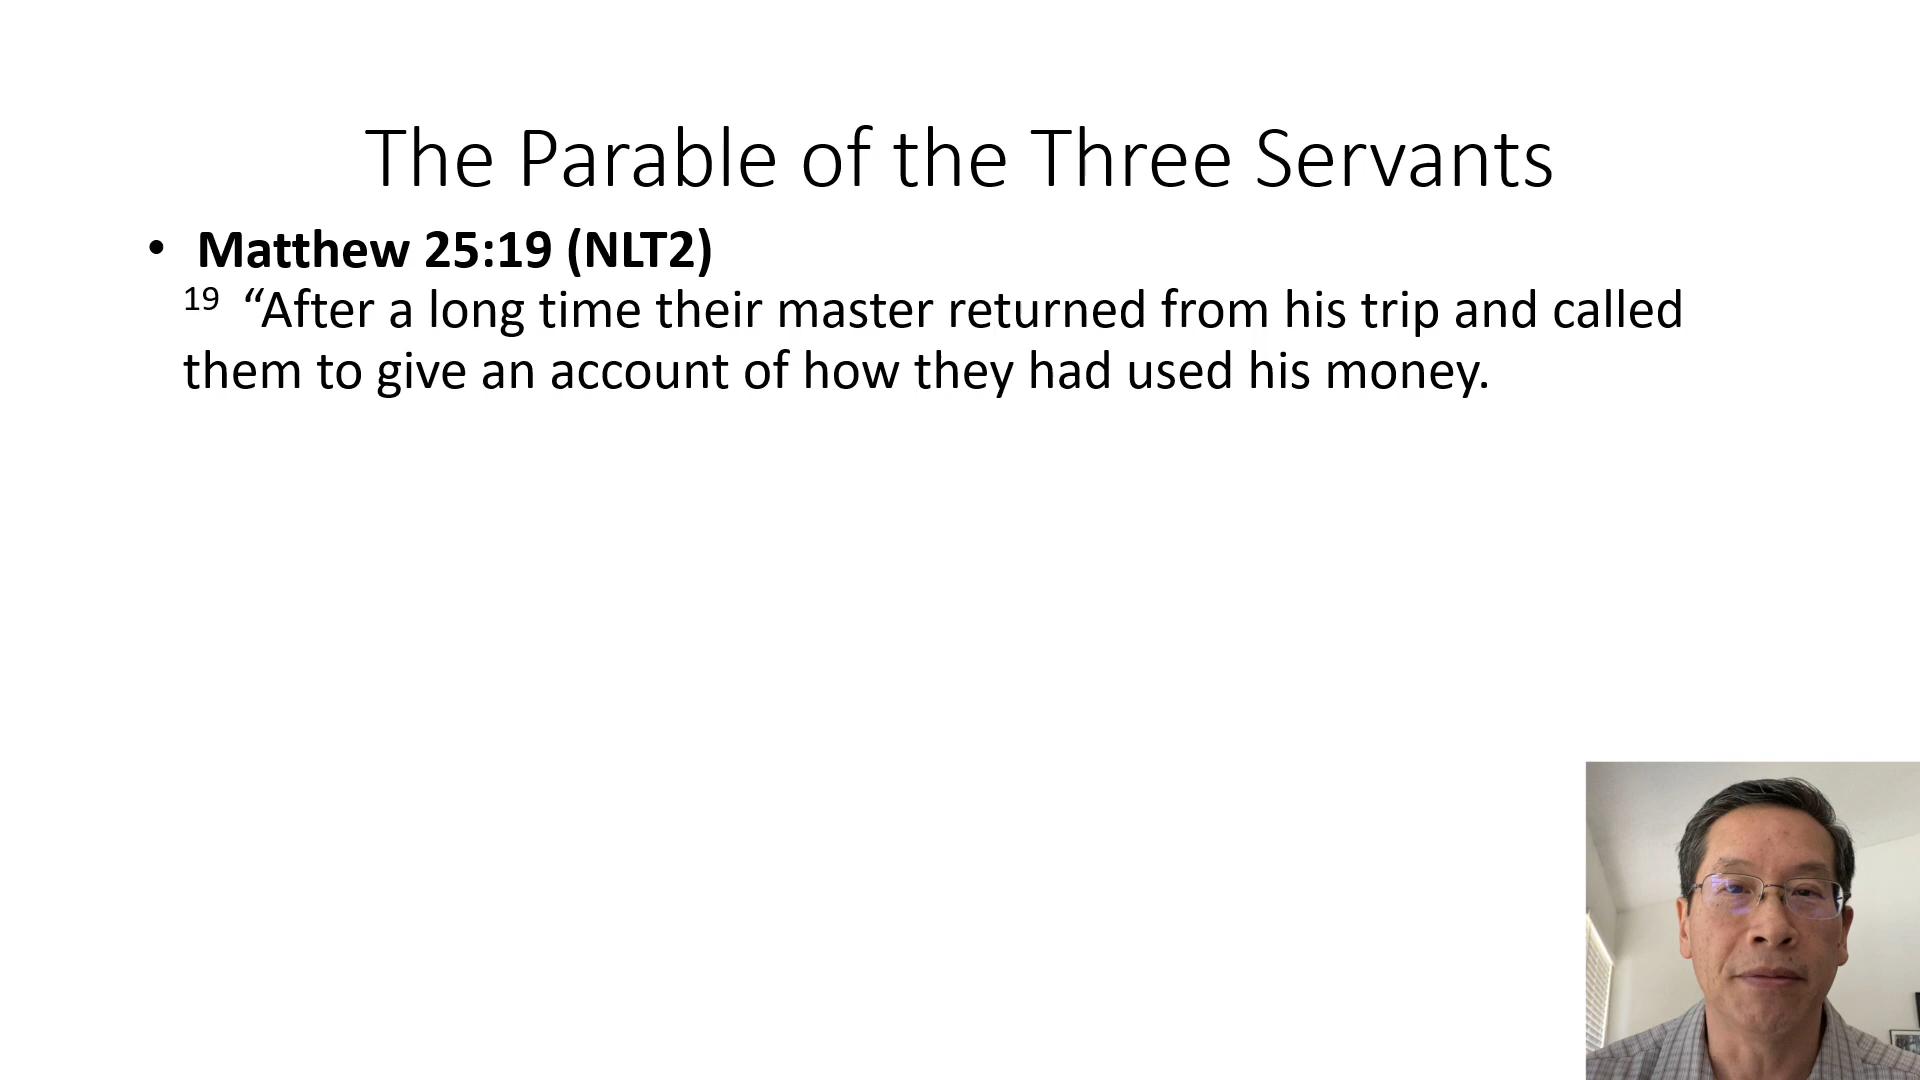 The Parable of the Three Servants
• Matthew 25:19 (NLT2)
19 “After a long time their master returned from his trip and called
them to give an account of how they had used his money.